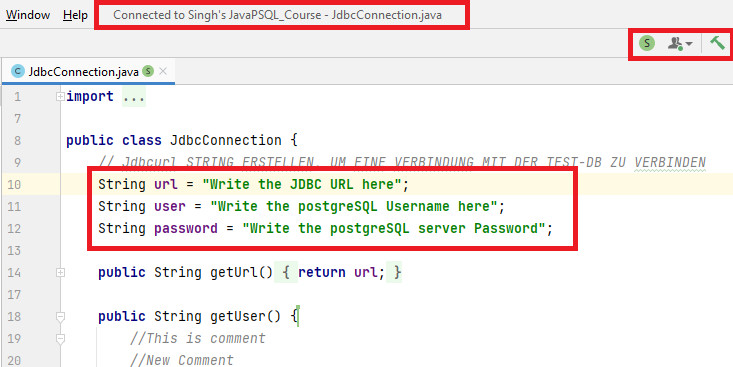 Window Help Connected to Singh's JavaPSQL_Course - JdbcConnection.java
S
C JdbcConnection.java S ×
1 import ...
7
8 public class JdbcConnection {
9 // Jdbcurl STRING ERSTELLEN, UM EINE VERBINDUNG MIT DER TEST-DB ZU VERBINDEN
10 String url = "Write the JDBC URL here";
11 String user = "Write the postgreSQL Username here";
12 String password = "Write the postgreSQL server Password";
13
14 public String getUrl() { return url; }
17
18 public String getUser() {
19 //This is comment
20 //New Comment